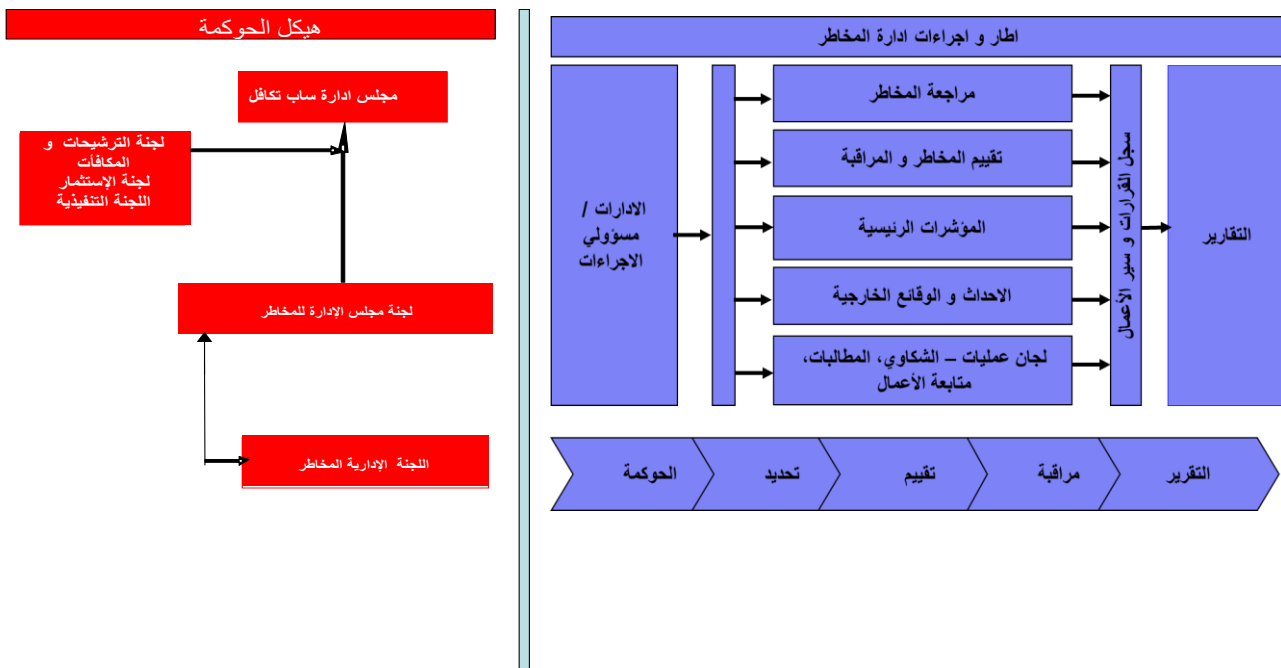 هيكل الحوكمة
مجلس ادارة ساب تكافل
لجنة الترشيحات و
المكافأت
لجنة الإستثمار
اللجنة التنفيذية
لجنة مجلس الإدارة للمخاطر
اللجنة الإدارية المخاطر
اطار و اجراءات ادارة المخاطر
الادارات /
مسؤولي
الاجراءات
مراجعة المخاطر
تقييم المخاطر و المراقبة
المؤشرات الرئيسية
الاحداث و الوقائع الخارجية
لجان عمليات – الشكاوي، المطالبات،
متابعة الأعمال
سجل القرارات و سير الأعمال
التقارير
الحوكمة
تحديد
تقييم
مراقبة
التقرير